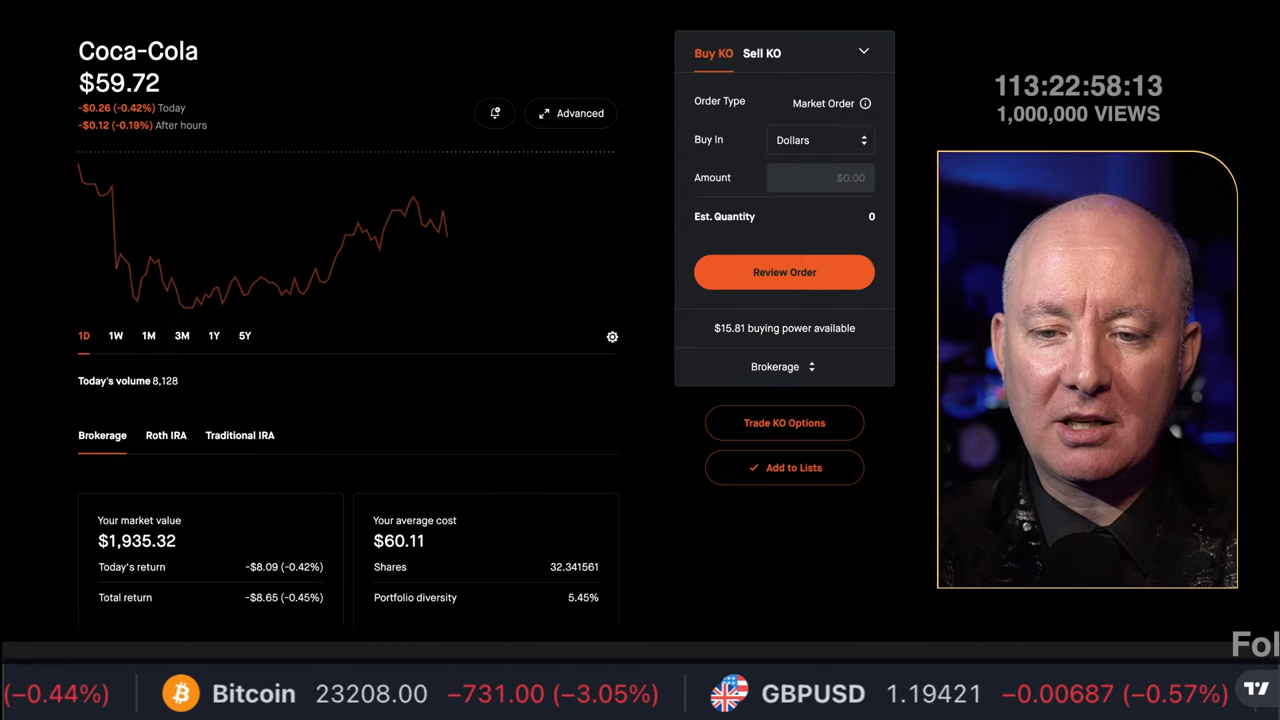 Coca-Cola
$59.72
-$0.26 (-0.42%) Today
-$0.12 (-0.19%) After hours
Advanced
1D 1W 1M 3M 1Y 5Y
Today's volume 8,128
Brokerage Roth IRA Traditional IRA
Your market value
$1,935.32
Today's return -$8.09 (-0.42%)
Total return -$8.65 (-0.45%)
Your average cost
$60.11
Shares 32.341561
Portfolio diversity 5.45%
Buy KO Sell KO
Order Type Market Order
Buy In Dollars
Amount $0.00
Est. Quantity 0
Review Order
$15.81 buying power available
Brokerage
Trade KO Options
Add to Lists
113:22:58:13
1,000,000 VIEWS
Fol
(−0.44%) Bitcoin 23208.00 −731.00 (−3.05%) GBPUSD 1.19421 −0.00687 (−0.57%)